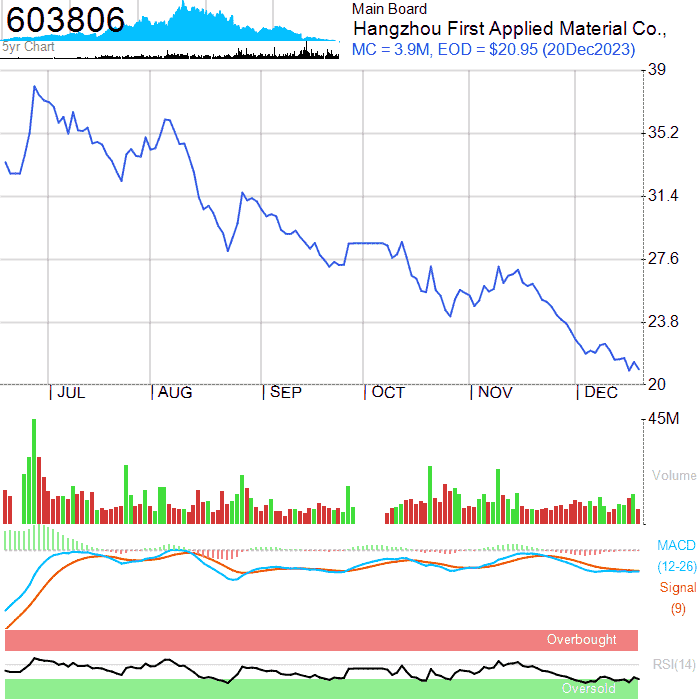 603806
5yr Chart
Main Board
Hangzhou First Applied Material Co.,
MC = 3.9M, EOD = $20.95 (20Dec2023)
39
35.2
31.4
27.6
23.8
20
JUL
AUG
SEP
OCT
NOV
DEC
45M
Volume
MACD
(12-26)
Signal
(9)
Overbought
RSI(14)
Oversold